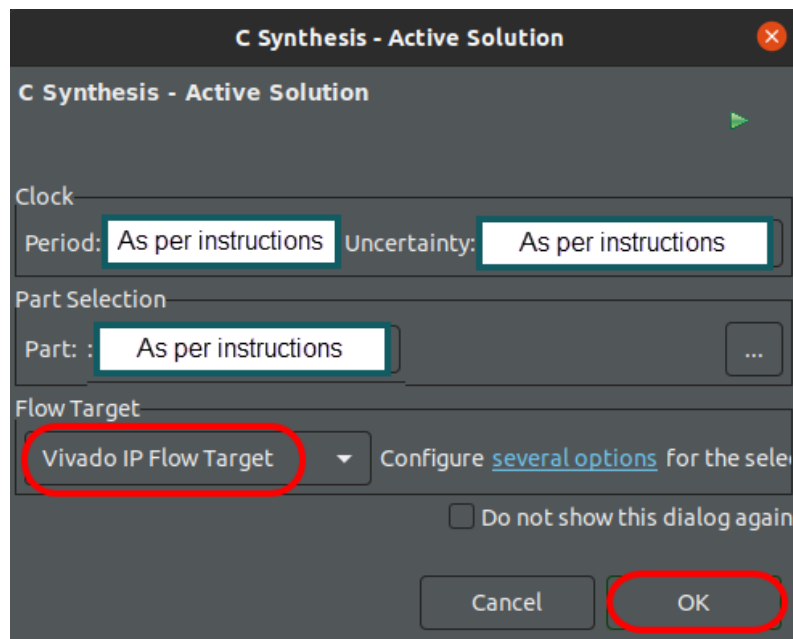 C Synthesis - Active Solution
C Synthesis - Active Solution
Clock
Period: As per instructions Uncertainty: As per instructions
Part Selection
Part: : As per instructions ...
Flow Target
Vivado IP Flow Target Configure several options for the sele
Do not show this dialog again
Cancel OK